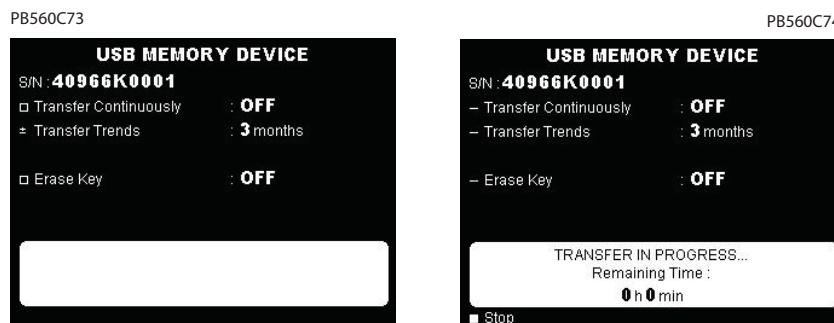 PB560C73
USB MEMORY DEVICE
S/N : 40966K0001
Transfer Continuously : OFF
± Transfer Trends : 3 months
Erase Key : OFF
PB560C74
USB MEMORY DEVICE
S/N : 40966K0001
– Transfer Continuously : OFF
– Transfer Trends : 3 months
– Erase Key : OFF
TRANSFER IN PROGRESS...
Remaining Time :
0 h 0 min
Stop